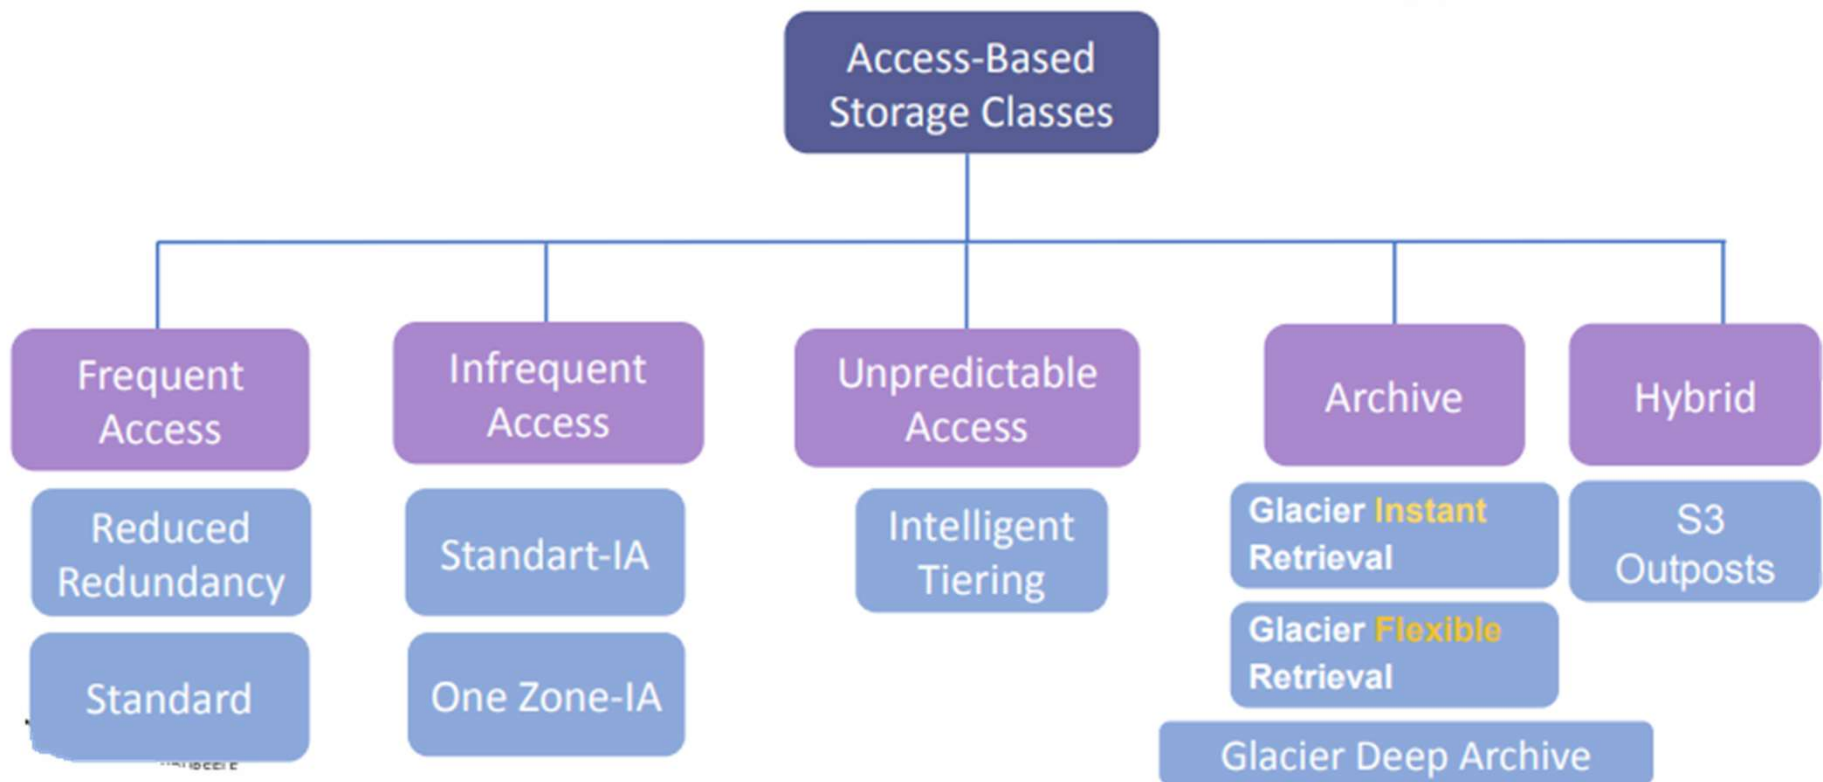 Access-Based
Storage Classes
Frequent
Access
Infrequent
Access
Unpredictable
Access
Archive
Hybrid
Reduced
Redundancy
Standard
Standart-IA
One Zone-IA
Intelligent
Tiering
Glacier Instant
Retrieval
Glacier Flexible
Retrieval
Glacier Deep Archive
S3
Outposts